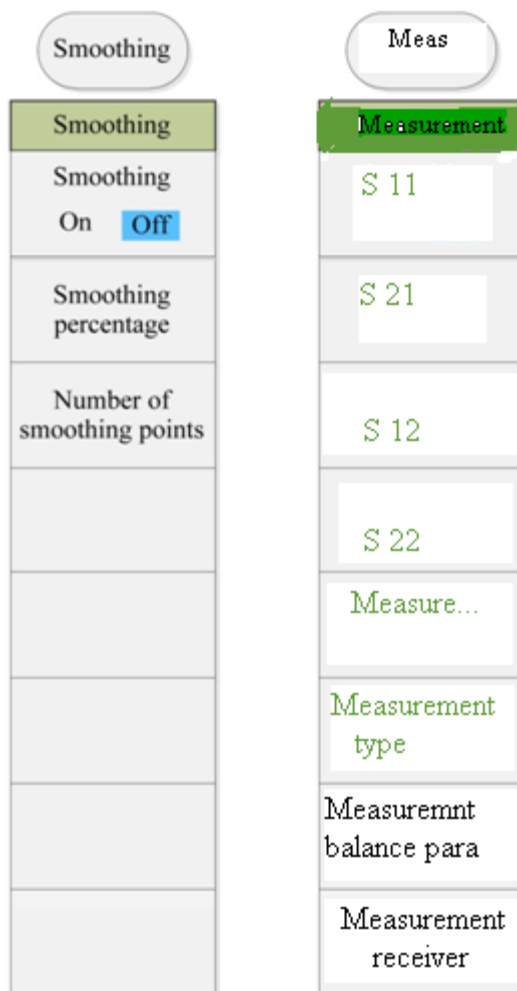 Smoothing
Smoothing
Smoothing
On Off
Smoothing
percentage
Number of
smoothing points
Meas
Measurement
S 11
S 21
S 12
S 22
Measure...
Measurement
type
Measuremnt
balance para
Measurement
receiver